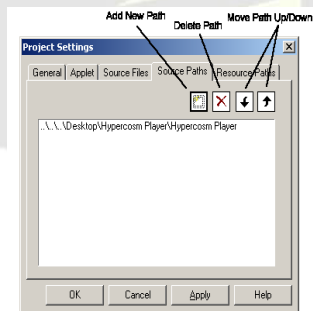 Add New Path
Delete Path
Move Path Up/Down
Project Settings
General
Applet
Source Files
Source Paths
Resource Paths
..\..\..\Desktop\Hypercosm Player\Hypercosm Player
OK
Cancel
Apply
Help